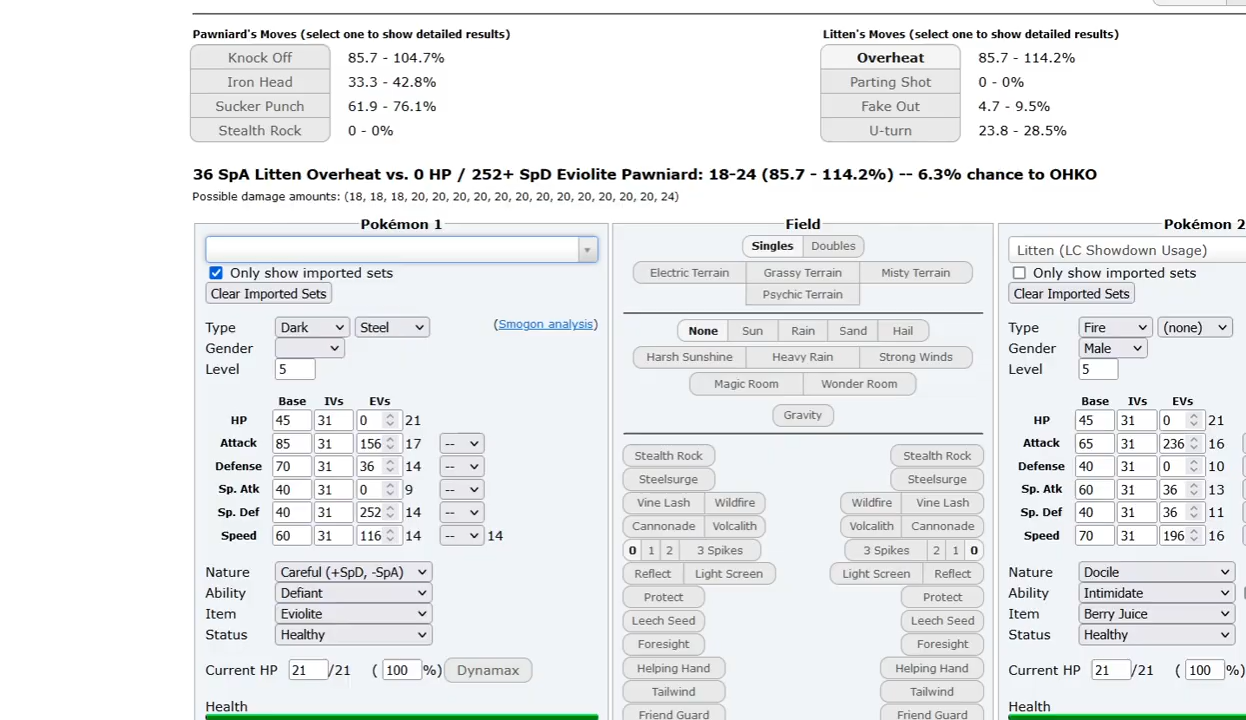 Pawniard's Moves (select one to show detailed results)
Knock Off 85.7 - 104.7%
Iron Head 33.3 - 42.8%
Sucker Punch 61.9 - 76.1%
Stealth Rock 0 - 0%
Litten's Moves (select one to show detailed results)
Overheat 85.7 - 114.2%
Parting Shot 0 - 0%
Fake Out 4.7 - 9.5%
U-turn 23.8 - 28.5%
36 SpA Litten Overheat vs. 0 HP / 252+ SpD Eviolite Pawniard: 18-24 (85.7 - 114.2%) -- 6.3% chance to OHKO
Possible damage amounts: (18, 18, 18, 20, 20, 20, 20, 20, 20, 20, 20, 20, 20, 20, 20, 24)
Pokémon 1
Only show imported sets
Clear Imported Sets
Type Dark Steel (Smogon analysis)
Gender
Level 5
Base IVs EVs
HP 45 31 0 21
Attack 85 31 156 17 --
Defense 70 31 36 14 --
Sp. Atk 40 31 0 9 --
Sp. Def 40 31 252 14 --
Speed 60 31 116 14 -- 14
Nature Careful (+SpD, -SpA)
Ability Defiant
Item Eviolite
Status Healthy
Current HP 21 /21 ( 100 %) Dynamax
Health
Field
Singles Doubles
Electric Terrain Grassy Terrain Misty Terrain
Psychic Terrain
None Sun Rain Sand Hail
Harsh Sunshine Heavy Rain Strong Winds
Magic Room Wonder Room
Gravity
Stealth Rock Stealth Rock
Steelsurge Steelsurge
Vine Lash Wildfire Wildfire Vine Lash
Cannonade Volcalith Volcalith Cannonade
0 1 2 3 Spikes 3 Spikes 2 1 0
Reflect Light Screen Light Screen Reflect
Protect Protect
Leech Seed Leech Seed
Foresight Foresight
Helping Hand Helping Hand
Tailwind Tailwind
Friend Guard Friend Guard
Pokémon 2
Litten (LC Showdown Usage)
Only show imported sets
Clear Imported Sets
Type Fire (none)
Gender Male
Level 5
Base IVs EVs
HP 45 31 0 21
Attack 65 31 236 16
Defense 40 31 0 10
Sp. Atk 60 31 36 13
Sp. Def 40 31 36 11
Speed 70 31 196 16
Nature Docile
Ability Intimidate
Item Berry Juice
Status Healthy
Current HP 21 /21 ( 100 %)
Health